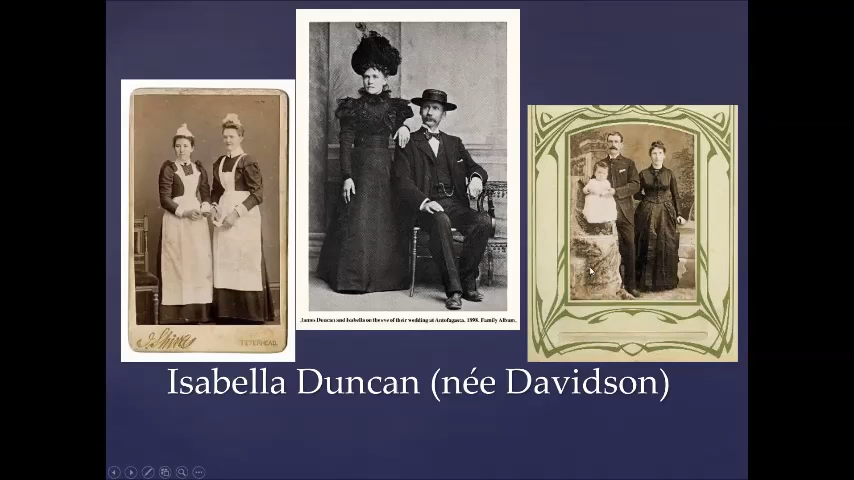 J. Shivas
PETERHEAD.
James Duncan and Isabella on the eve of their wedding at Antofagasta, 1898. Family Album.
Isabella Duncan (née Davidson)